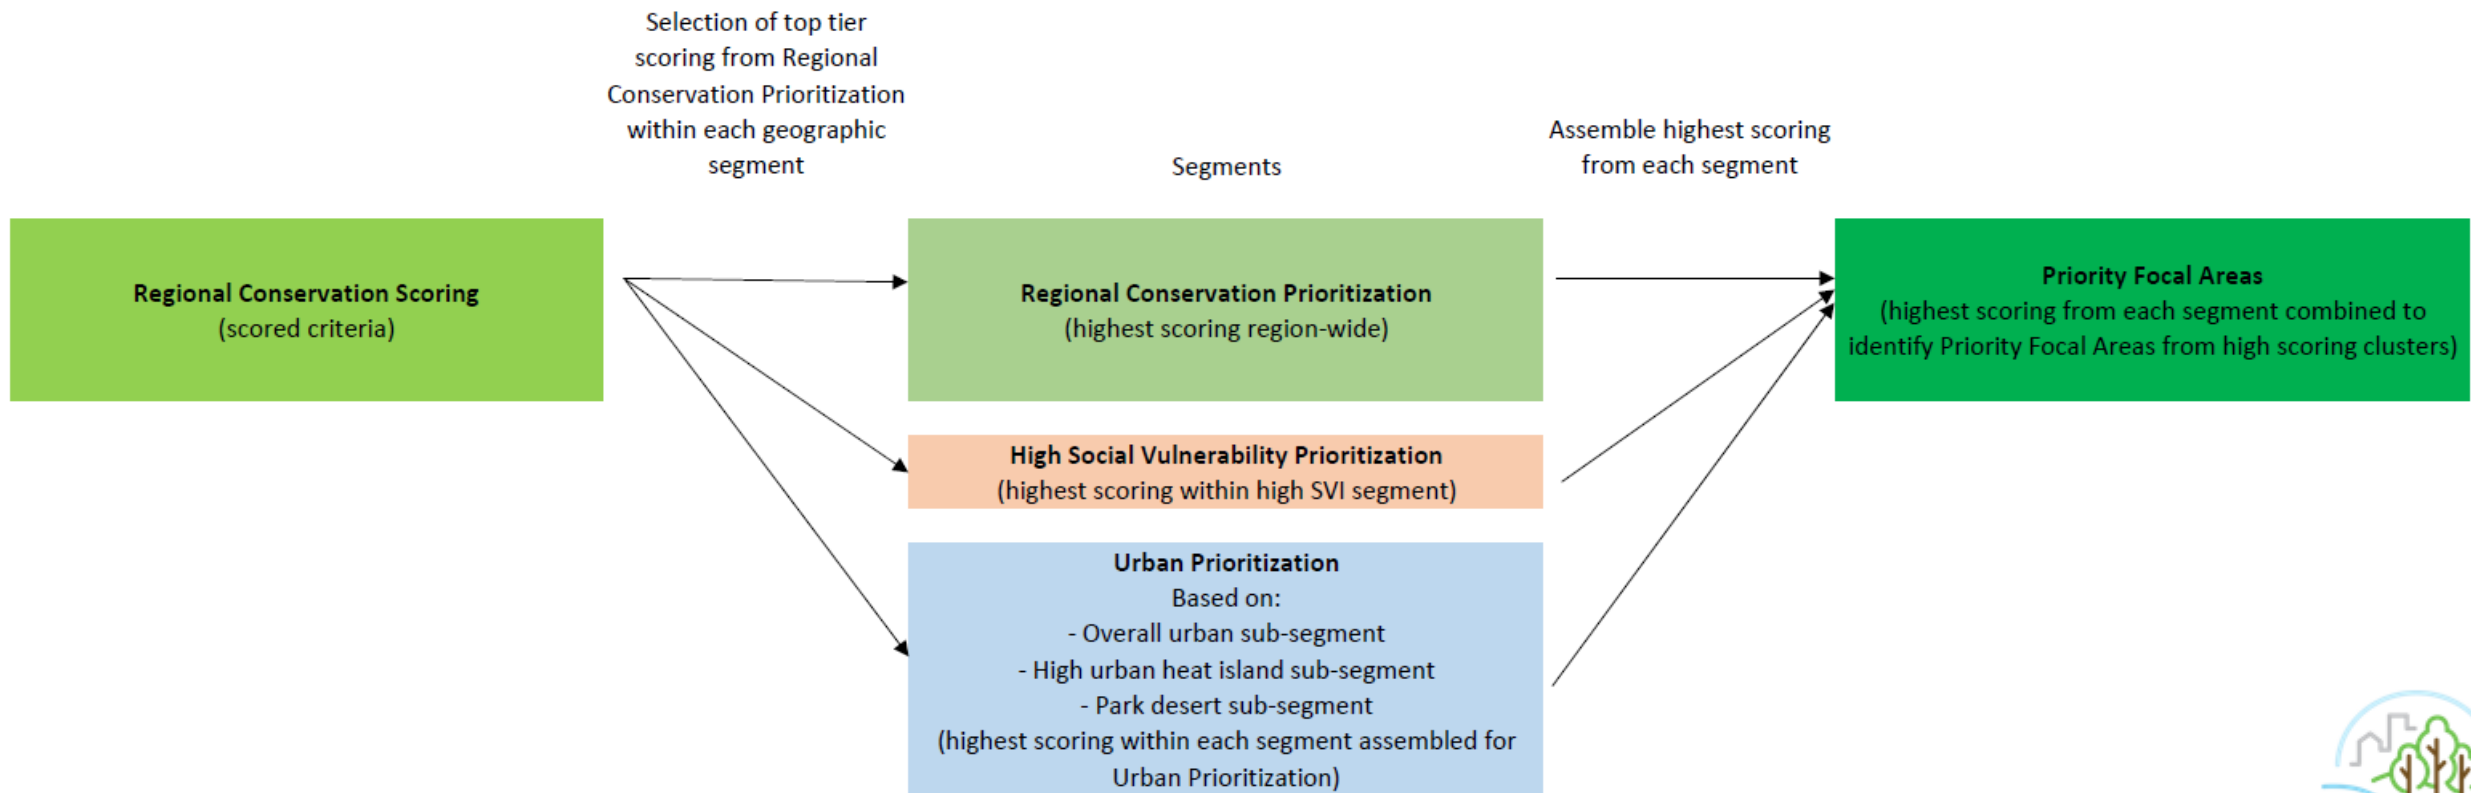 Selection of top tier
scoring from Regional
Conservation Prioritization
within each geographic
segment
Segments
Assemble highest scoring
from each segment
Regional Conservation Scoring
(scored criteria)
Regional Conservation Prioritization
(highest scoring region-wide)
Priority Focal Areas
(highest scoring from each segment combined to
identify Priority Focal Areas from high scoring clusters)
High Social Vulnerability Prioritization
(highest scoring within high SVI segment)
Urban Prioritization
Based on:
- Overall urban sub-segment
- High urban heat island sub-segment
- Park desert sub-segment
(highest scoring within each segment assembled for
Urban Prioritization)